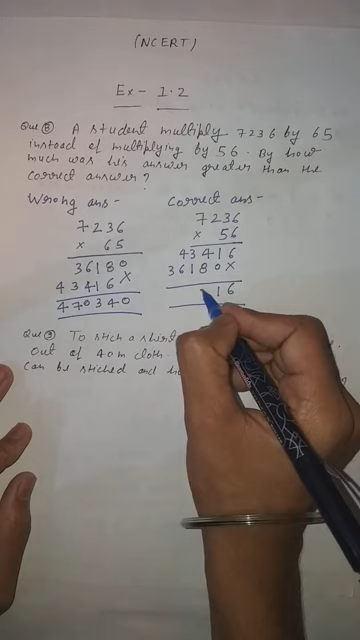 (NCERT)
Ex- 1.2
Que ⑧ A student multiply 7236 by 65
instead of multiplying by 56. By how
much was his answer greater than the
correct answer?
Wrong ans-
7236
× 65
36180
43416×
470340
Correct ans-
7236
× 56
43416
36180×
16
Que ⑨ To stich a shirt
out of 40m cloth.
can be stiched and
?